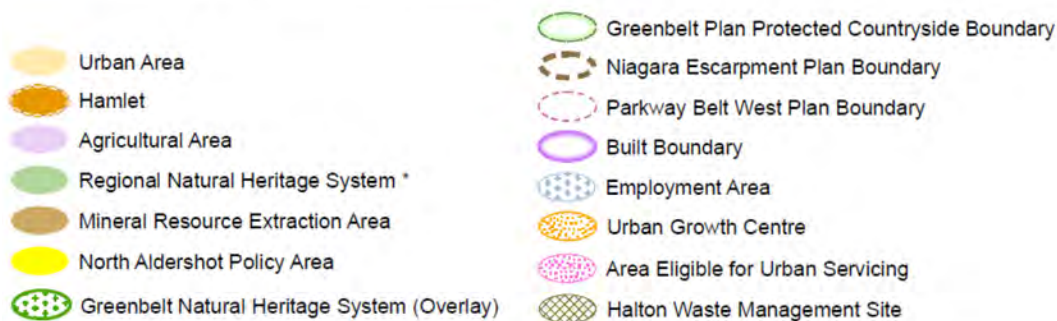 Urban Area
Hamlet
Agricultural Area
Regional Natural Heritage System *
Mineral Resource Extraction Area
North Aldershot Policy Area
Greenbelt Natural Heritage System (Overlay)
Greenbelt Plan Protected Countryside Boundary
Niagara Escarpment Plan Boundary
Parkway Belt West Plan Boundary
Built Boundary
Employment Area
Urban Growth Centre
Area Eligible for Urban Servicing
Halton Waste Management Site